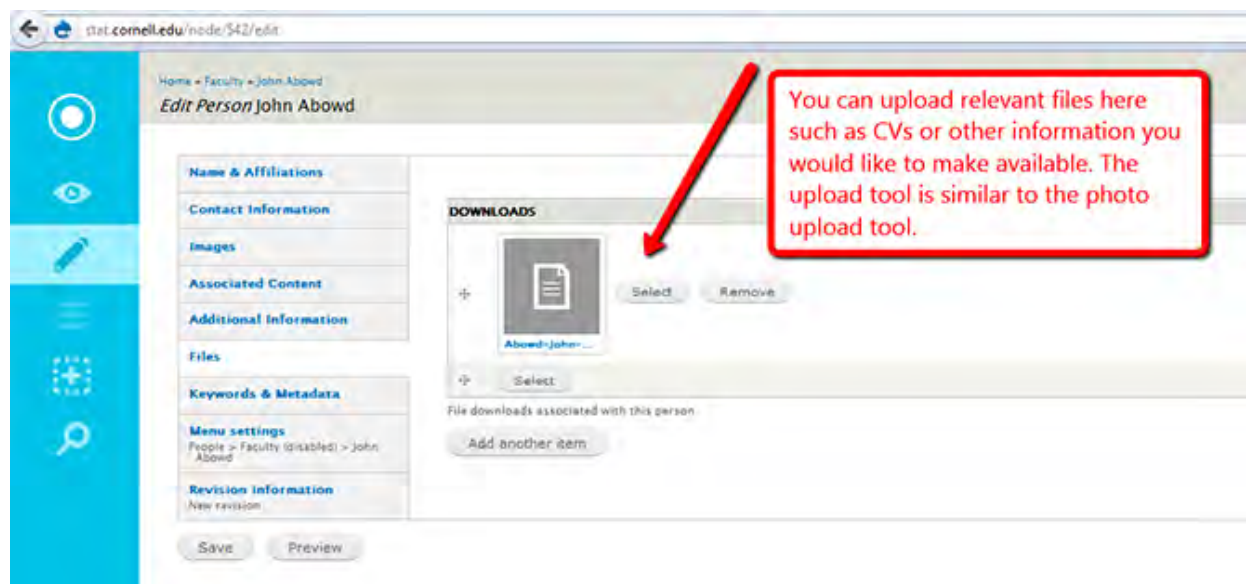 stat.cornell.edu/node/542/edit
Home » Faculty » John Abowd
Edit Person John Abowd
You can upload relevant files here
such as CVs or other information you
would like to make available. The
upload tool is similar to the photo
upload tool.
Name & Affiliations
Contact Information
Images
Associated Content
Additional Information
Files
Keywords & Metadata
Menu settings
People > Faculty (disabled) > John
Abowd
Revision information
New revision
DOWNLOADS
Select
Remove
Abowd-John-...
Select
File downloads associated with this person
Add another item
Save
Preview